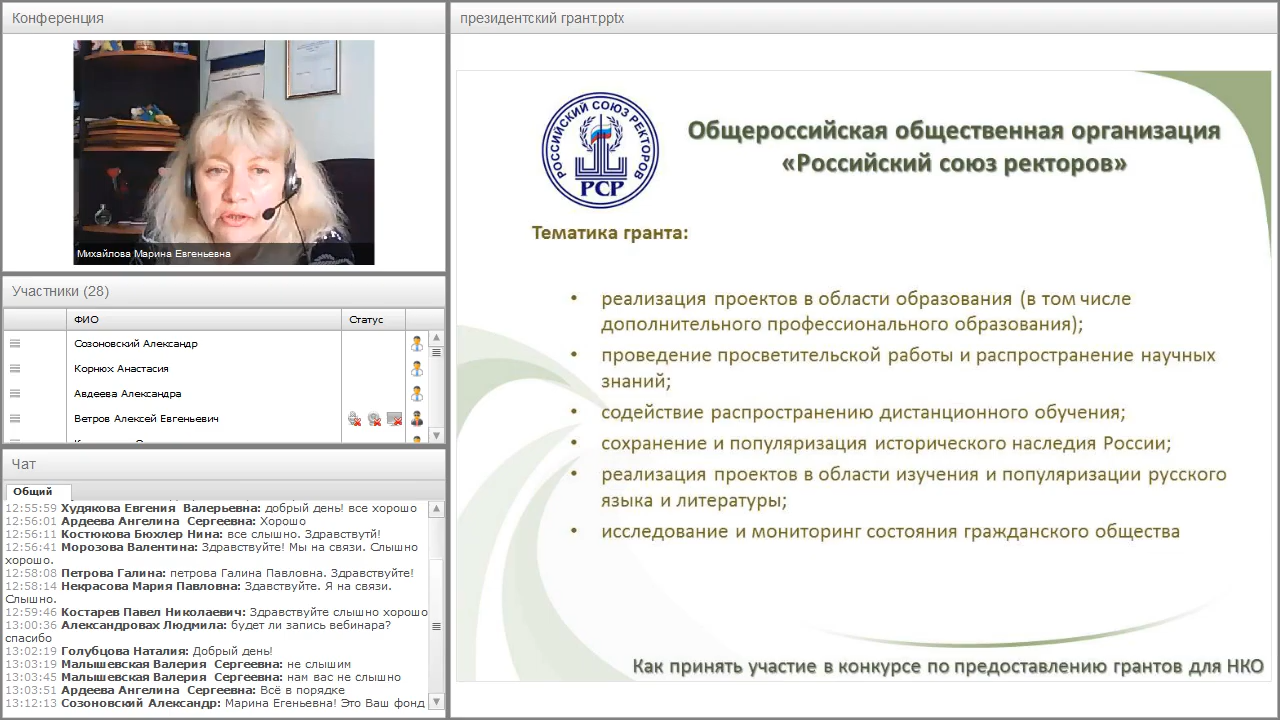 Конференция
Михайлова Марина Евгеньевна
Участники (28)
ФИО Статус
Созоновский Александр
Корнюх Анастасия
Авдеева Александра
Ветров Алексей Евгеньевич
Чат
Общий
12:55:59 Худякова Евгения Валерьевна: добрый день! все хорошо
12:56:01 Ардеева Ангелина Сергеевна: Хорошо
12:56:11 Костюкова Бюхлер Нина: все слышно. Здравствутй!
12:56:41 Морозова Валентина: Здравствуйте! Мы на связи. Слышно
хорошо.
12:58:08 Петрова Галина: петрова Галина Павловна. Здравствуйте!
12:58:14 Некрасова Мария Павловна: Здавствуйте. Я на связи.
Слышно.
12:59:46 Костарев Павел Николаевич: Здравствуйте слышно хорошо
13:00:36 Александровах Людмила: будет ли запись вебинара?
спасибо
13:02:19 Голубцова Наталия: Добрый день!
13:03:19 Малышевская Валерия Сергеевна: не слышим
13:03:45 Малышевская Валерия Сергеевна: нам вас не слышно
13:03:51 Ардеева Ангелина Сергеевна: Всё в порядке
13:12:13 Созоновский Александр: Марина Егеньевна! Это Ваш фонд
президентский грант.pptx
РОССИЙСКИЙ СОЮЗ РЕКТОРОВ
РСР
Общероссийская общественная организация
«Российский союз ректоров»
Тематика гранта:
• реализация проектов в области образования (в том числе
дополнительного профессионального образования);
• проведение просветительской работы и распространение научных
знаний;
• содействие распространению дистанционного обучения;
• сохранение и популяризация исторического наследия России;
• реализация проектов в области изучения и популяризации русского
языка и литературы;
• исследование и мониторинг состояния гражданского общества
Как принять участие в конкурсе по предоставлению грантов для НКО